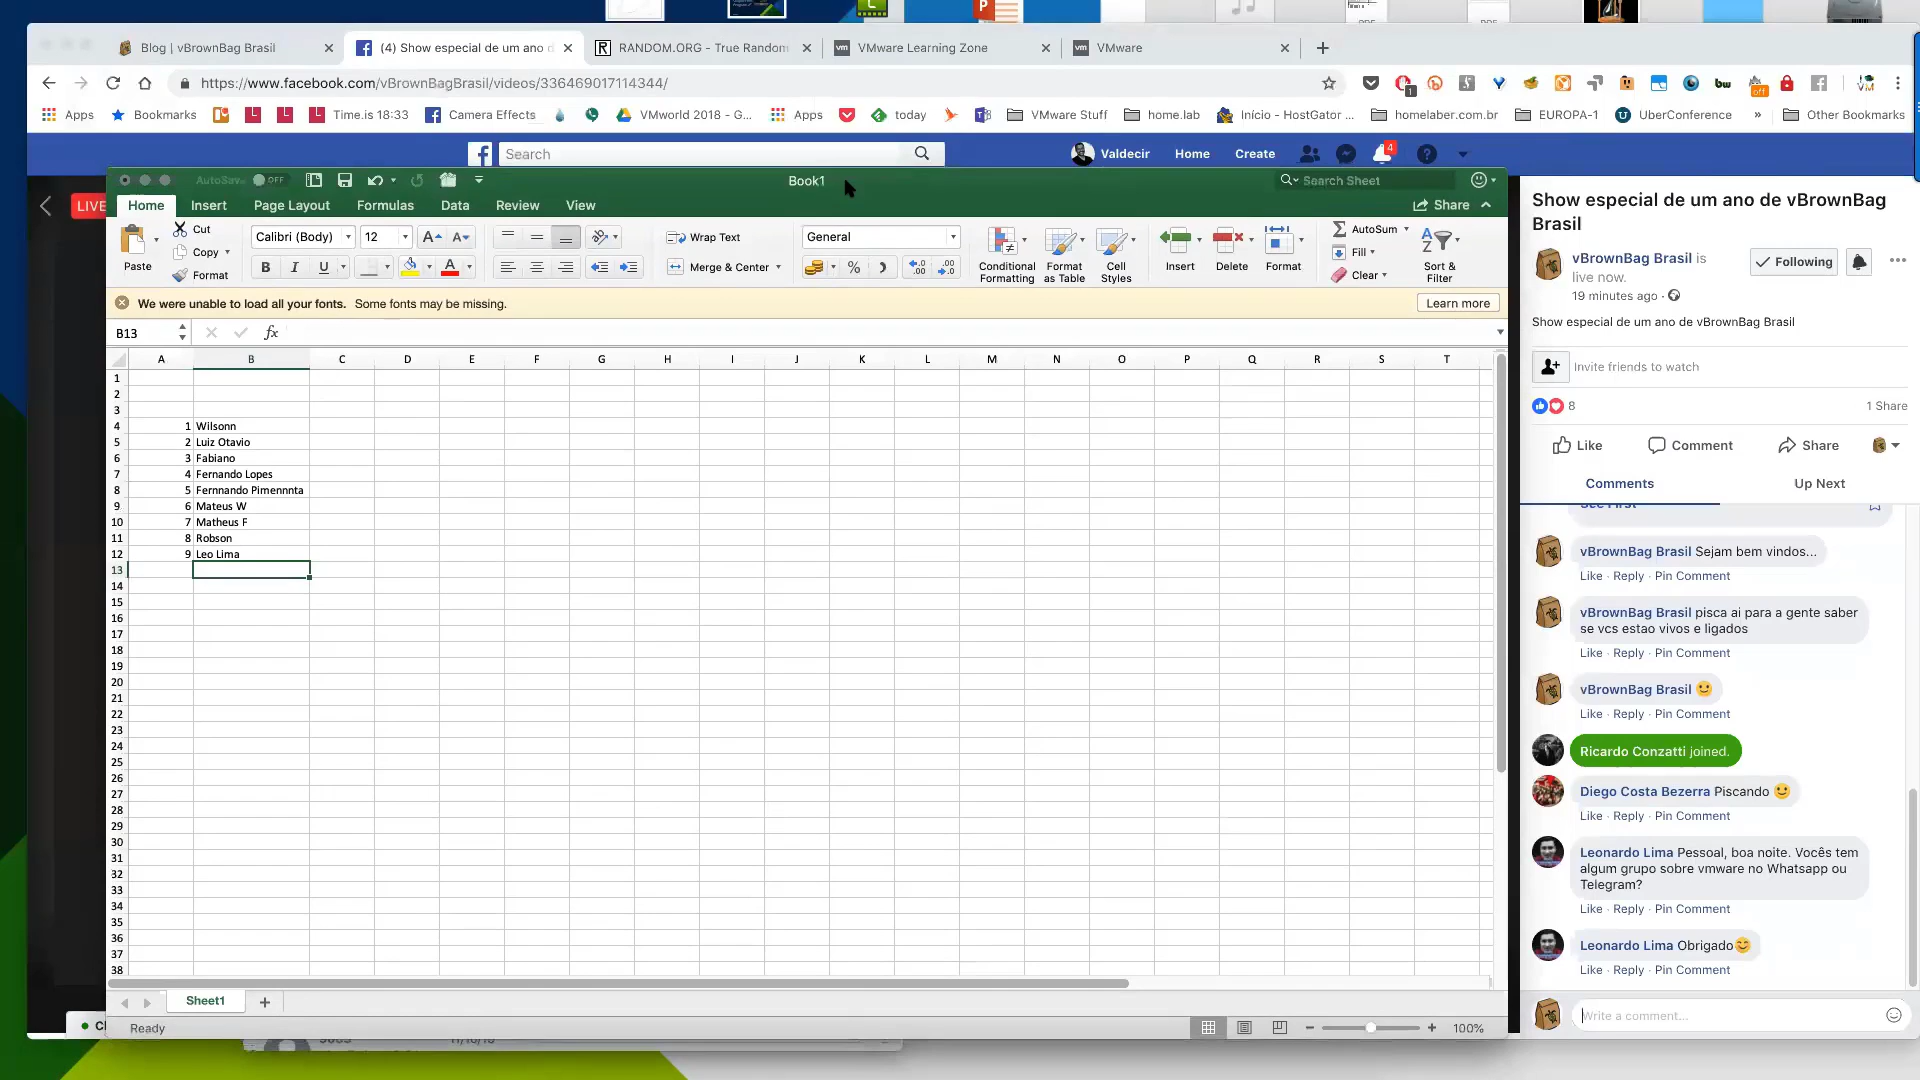 Blog | vBrownBag Brasil
(4) Show especial de um ano d
RANDOM.ORG - True Random
VMware Learning Zone
VMware
https://www.facebook.com/vBrownBagBrasil/videos/336469017114344/
Apps
Bookmarks
Time.is 18:33
Camera Effects
VMworld 2018 - G...
Apps
today
VMware Stuff
home.lab
Início - HostGator ...
homelaber.com.br
EUROPA-1
UberConference
»
Other Bookmarks
Search
Valdecir
Home
Create
4
LIVE
AutoSave OFF
Book1
Search Sheet
Home
Insert
Page Layout
Formulas
Data
Review
View
Share
Paste
Cut
Copy
Format
Calibri (Body)
12
B I U
Wrap Text
Merge & Center
General
Conditional
Formatting
Format
as Table
Cell
Styles
Insert
Delete
Format
AutoSum
Fill
Clear
Sort &
Filter
We were unable to load all your fonts. Some fonts may be missing.
Learn more
B13
fx
A B C D E F G H I J K L M N O P Q R S T
1
2
3
4 1 Wilsonn
5 2 Luiz Otavio
6 3 Fabiano
7 4 Fernando Lopes
8 5 Fernnando Pimennnta
9 6 Mateus W
10 7 Matheus F
11 8 Robson
12 9 Leo Lima
13
14
15
16
17
18
19
20
21
22
23
24
25
26
27
28
29
30
31
32
33
34
35
36
37
38
Sheet1
Ready
100%
Show especial de um ano de vBrownBag
Brasil
vBrownBag Brasil is
live now.
19 minutes ago ·
Following
Show especial de um ano de vBrownBag Brasil
Invite friends to watch
8
1 Share
Like
Comment
Share
Comments
Up Next
See First
vBrownBag Brasil Sejam bem vindos...
Like · Reply · Pin Comment
vBrownBag Brasil pisca ai para a gente saber
se vcs estao vivos e ligados
Like · Reply · Pin Comment
vBrownBag Brasil 🙂
Like · Reply · Pin Comment
Ricardo Conzatti joined.
Diego Costa Bezerra Piscando 🙂
Like · Reply · Pin Comment
Leonardo Lima Pessoal, boa noite. Vocês tem
algum grupo sobre vmware no Whatsapp ou
Telegram?
Like · Reply · Pin Comment
Leonardo Lima Obrigado😊
Like · Reply · Pin Comment
Write a comment...